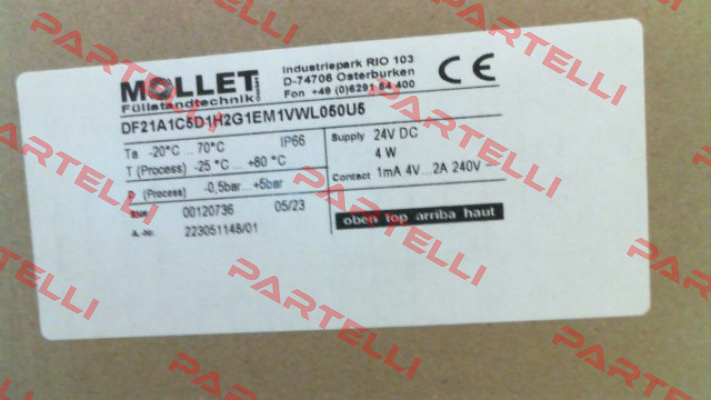 MOLLET
Füllstandtechnik GmbH
Industriepark RIO 103
D-74706 Osterburken
Fon +49 (0)6291 64 400
CE
DF21A1C5D1H2G1EM1VWL050U5
Ta -20°C ... 70°C IP66
T (Process) -25 °C ... +80 °C
P (Process) -0,5bar ... +5bar
00120736 05/23
A.-Nr. 223051148/01
Supply 24V DC
4 W
Contact 1mA 4V...2A 240V
oben top arriba haut
PARTELLI
PARTELLI
PARTELLI
PARTELLI
PARTELLI
PARTELLI
PARTELLI
PARTELLI